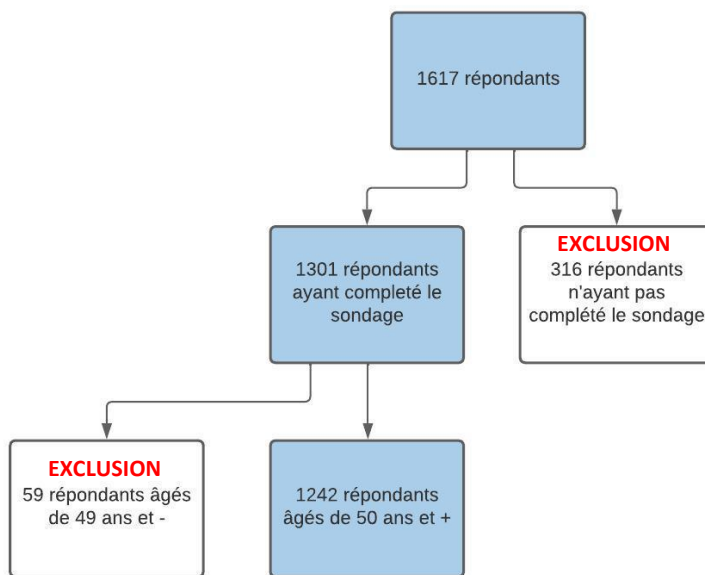 1617 répondants
1301 répondants
ayant completé le
sondage
EXCLUSION
316 répondants
n'ayant pas
complété le sondage
EXCLUSION
59 répondants âgés
de 49 ans et -
1242 répondants
âgés de 50 ans et +